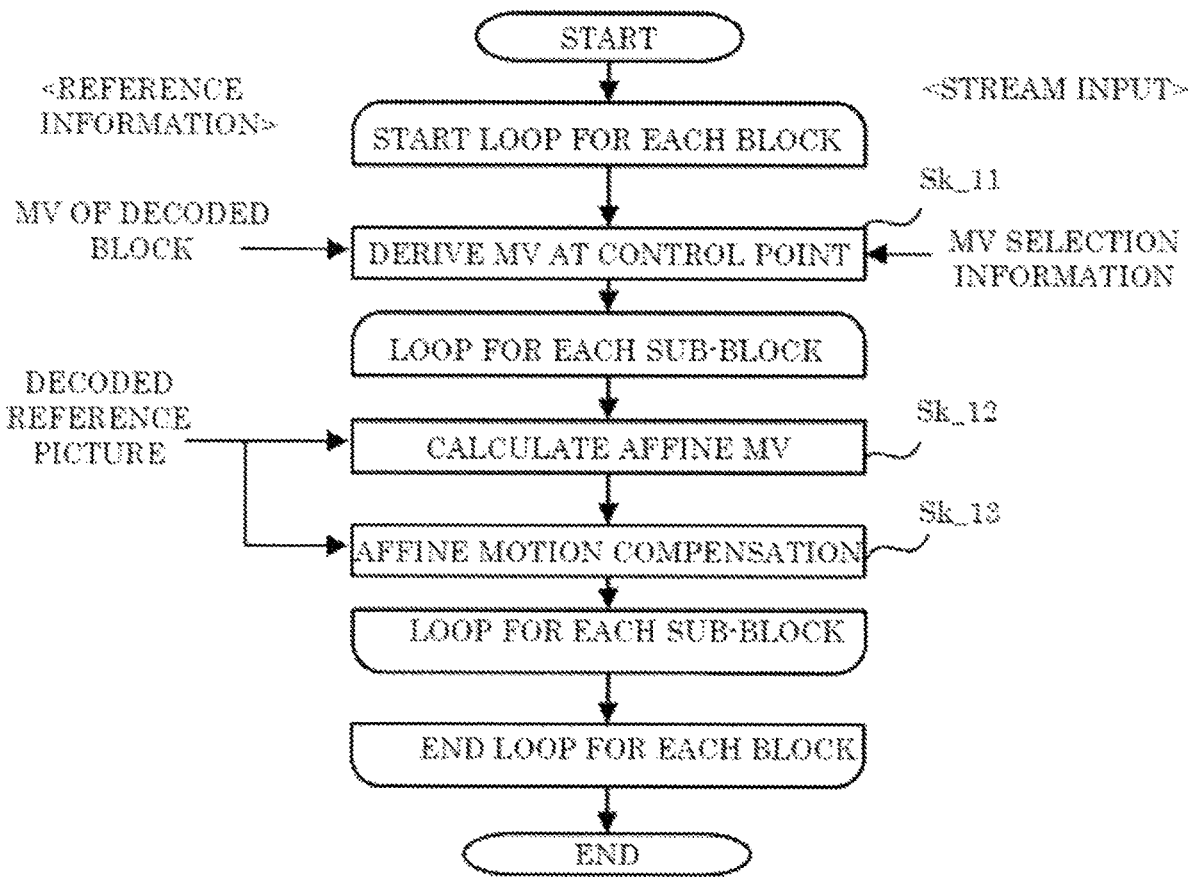 START
<REFERENCE
INFORMATION>
<STREAM INPUT>
START LOOP FOR EACH BLOCK
Sk_11
MV OF DECODED
BLOCK
DERIVE MV AT CONTROL POINT
MV SELECTION
INFORMATION
LOOP FOR EACH SUB-BLOCK
DECODED
REFERENCE
PICTURE
Sk_12
CALCULATE AFFINE MV
Sk_13
AFFINE MOTION COMPENSATION
LOOP FOR EACH SUB-BLOCK
END LOOP FOR EACH BLOCK
END